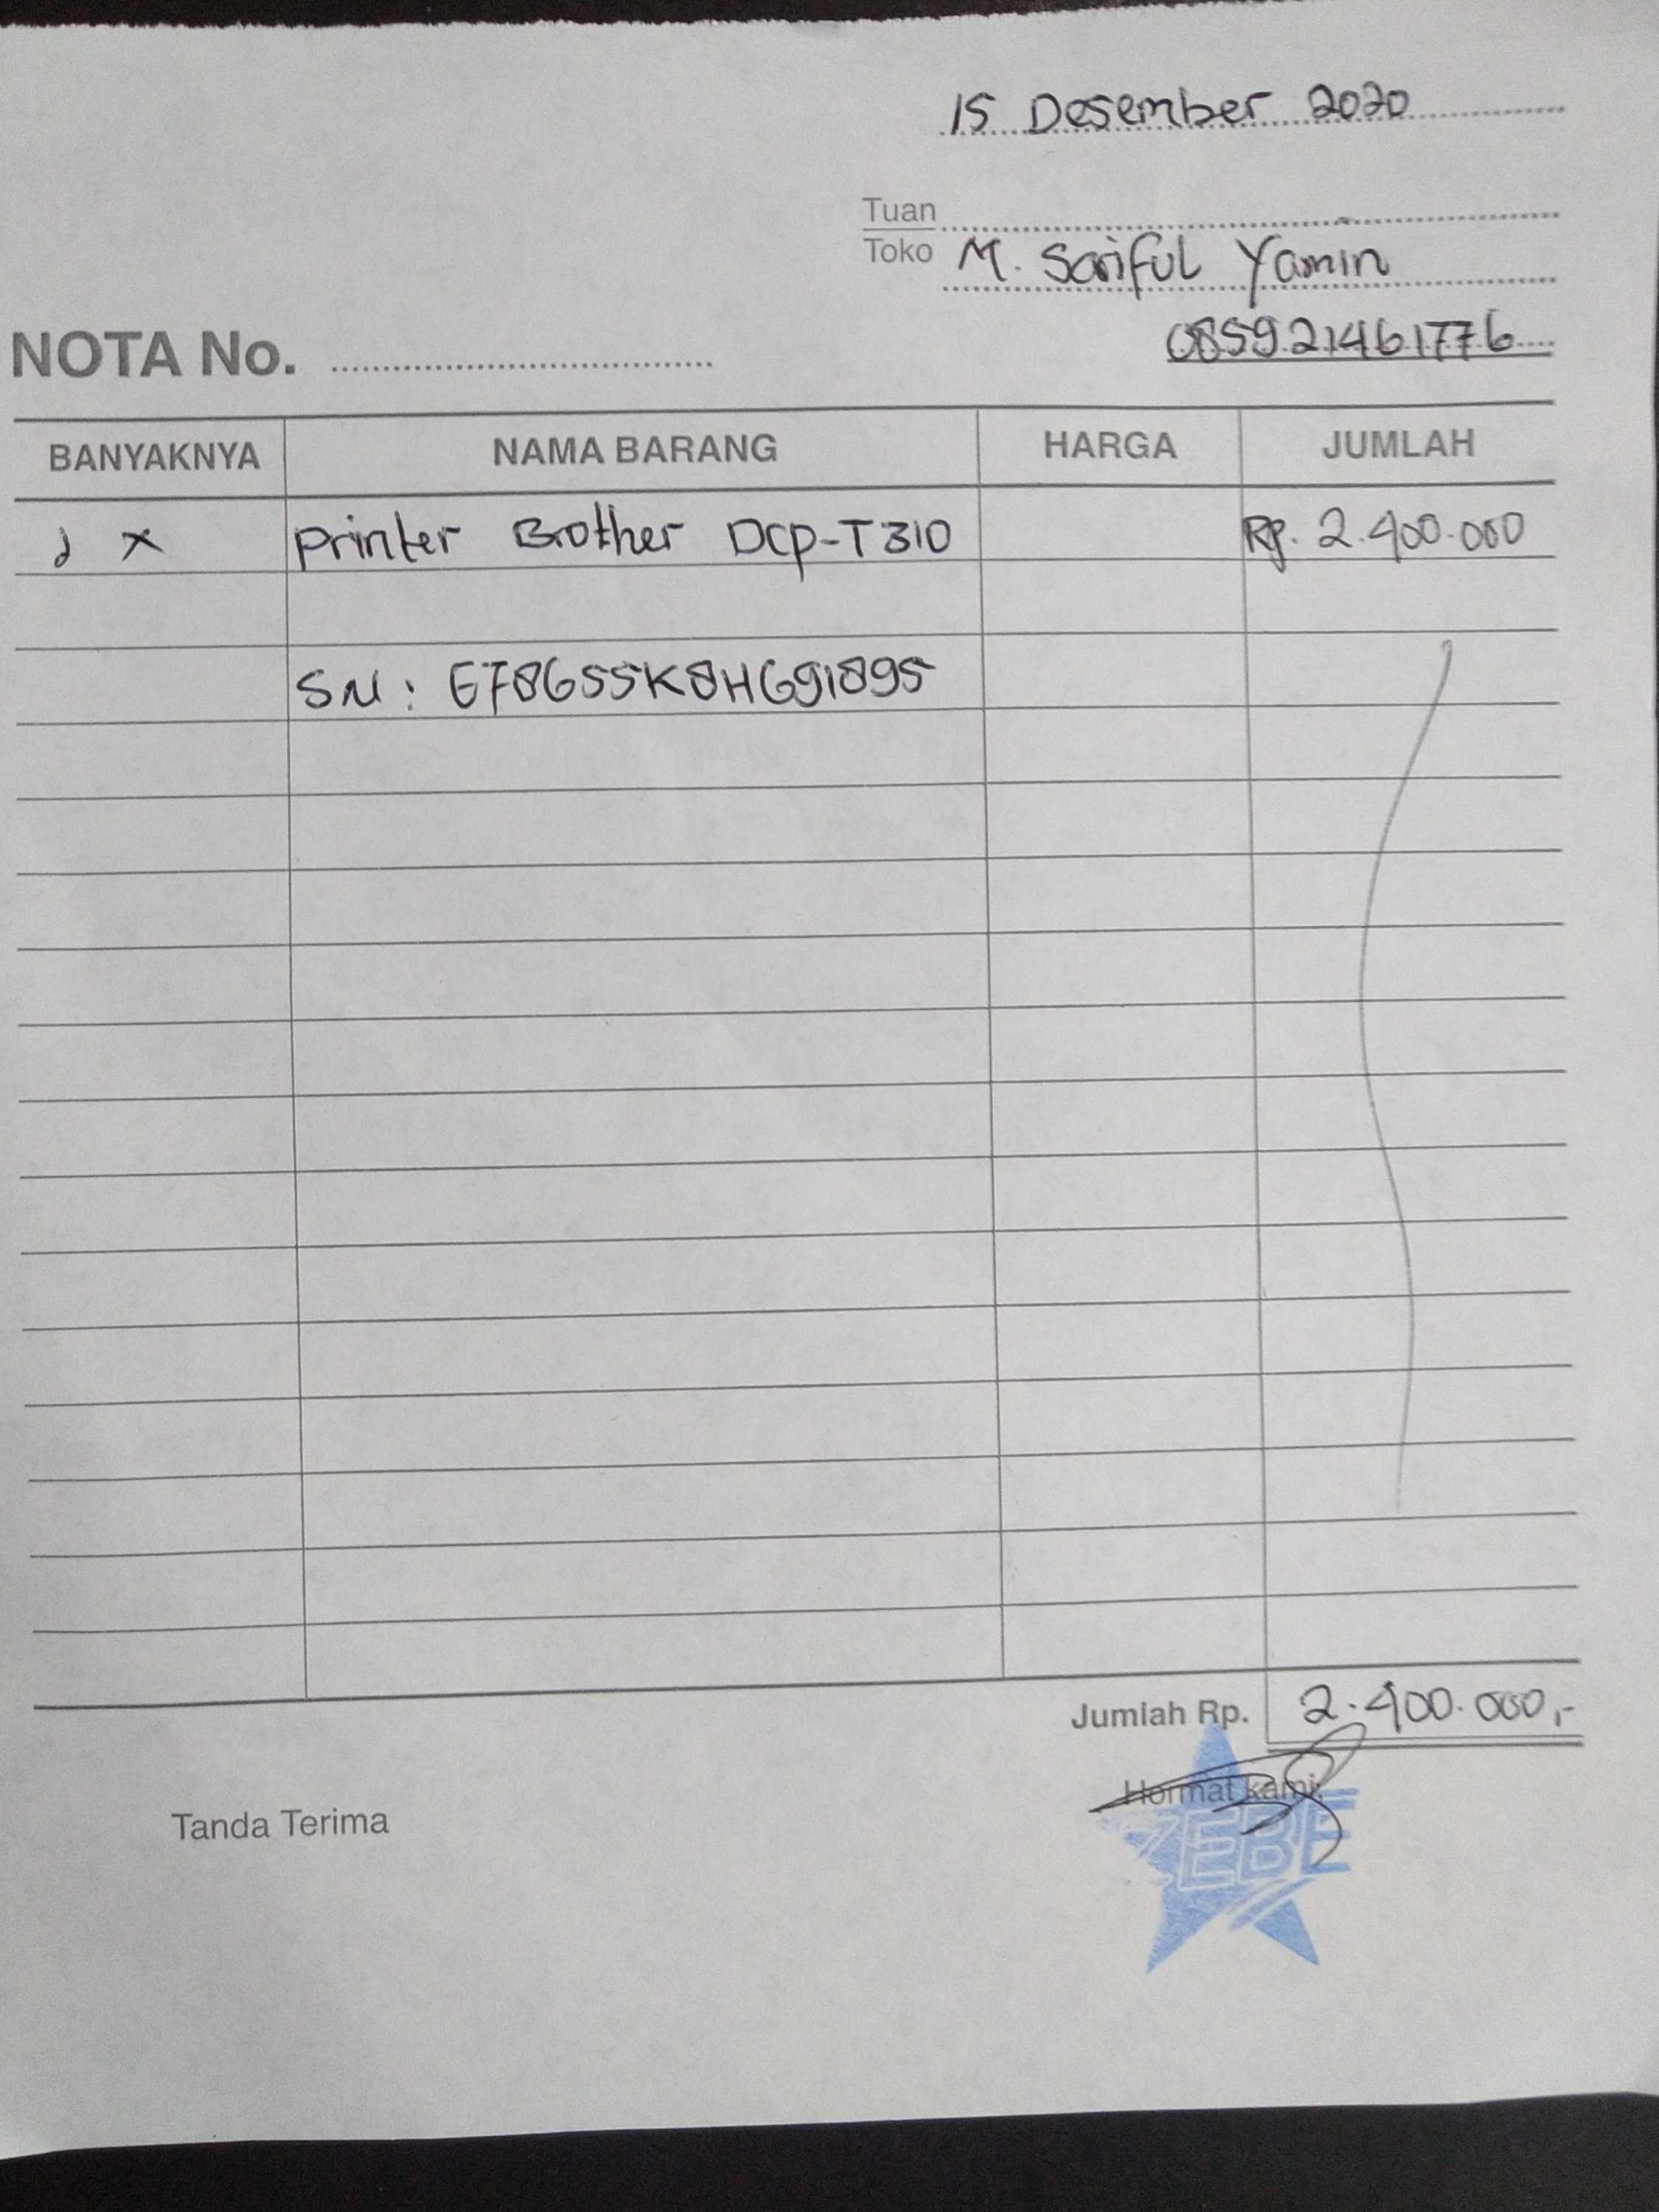 15 Desember 2020
Tuan
Toko M. Sariful Yamin
085921461776
NOTA No.
BANYAKNYA NAMA BARANG HARGA JUMLAH
1 x Printer Brother Dcp-T310 Rp. 2.400.000
SN : E78655K8H691895
Jumlah Rp. 2.400.000,-
Tanda Terima Hormat kami,
ZEBE